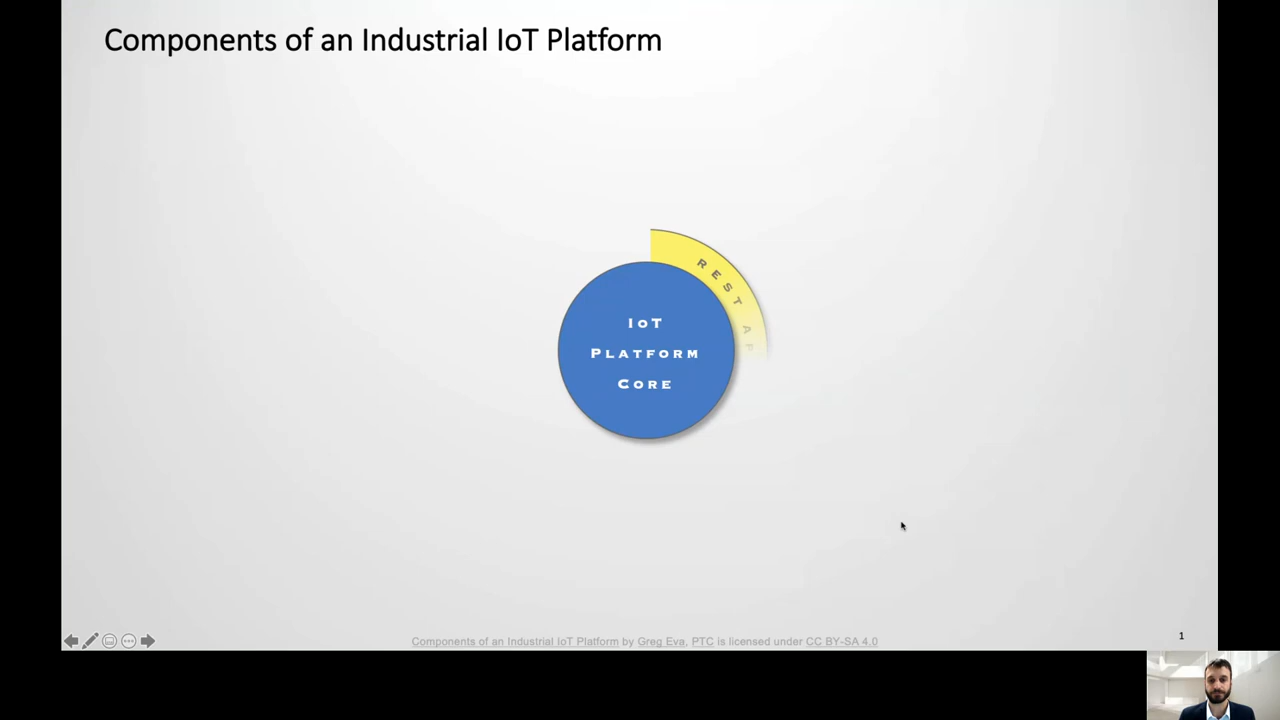 Components of an Industrial IoT Platform
REST
IoT
Platform
Core
1
Components of an Industrial IoT Platform by Greg Eva, PTC is licensed under CC BY-SA 4.0